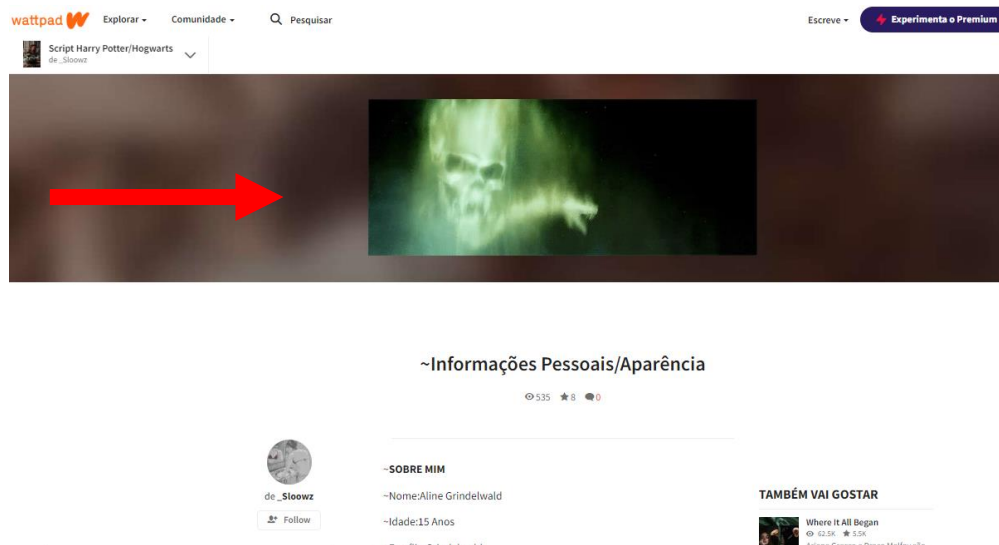 wattpad Explorar Comunidade Pesquisar Escreve Experimenta o Premium
Script Harry Potter/Hogwarts
de _Sloowz
~Informações Pessoais/Aparência
535 8 0
~SOBRE MIM
de _Sloowz
~Nome:Aline Grindelwald
Follow
~Idade:15 Anos
TAMBÉM VAI GOSTAR
Where It All Began
62.5K 5.5K